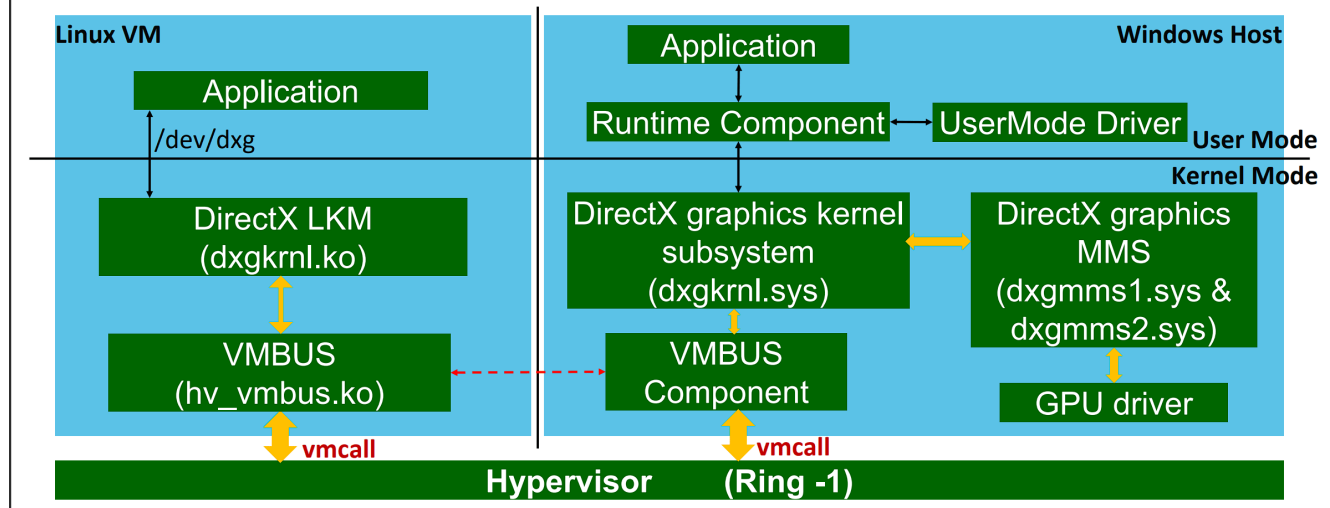 Linux VM
Application
/dev/dxg
DirectX LKM
(dxgkrnl.ko)
VMBUS
(hv_vmbus.ko)
vmcall
Windows Host
Application
Runtime Component
UserMode Driver
User Mode
Kernel Mode
DirectX graphics kernel
subsystem
(dxgkrnl.sys)
DirectX graphics
MMS
(dxgmms1.sys &
dxgmms2.sys)
VMBUS
Component
GPU driver
vmcall
Hypervisor (Ring -1)